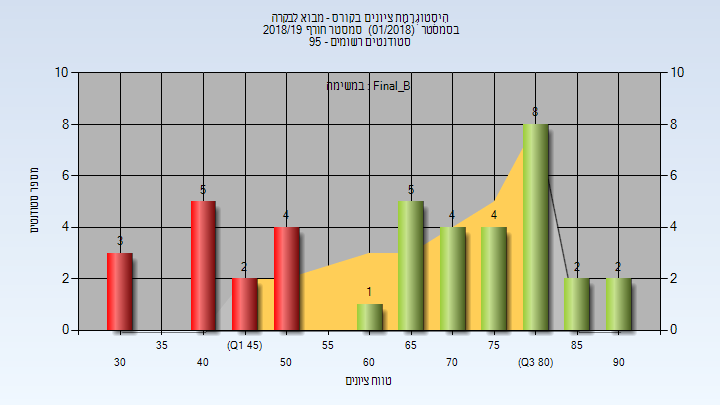 הִיסְטוֹגְרָמַת ציונים בקורס - מבוא לבקרה
בסמסטר (01/2018) סמסטר חורף 2018/19
סטודנטים רשומים - 95
במשימה : Final_B
10 10
8 8
6 6
4 4
2 2
0 0
מספר סטודנטים
3 5 2 4 1 5 4 4 8 2 2
35 (Q1 45) 55 65 75 85
30 40 50 60 70 (Q3 80) 90
טווח ציונים